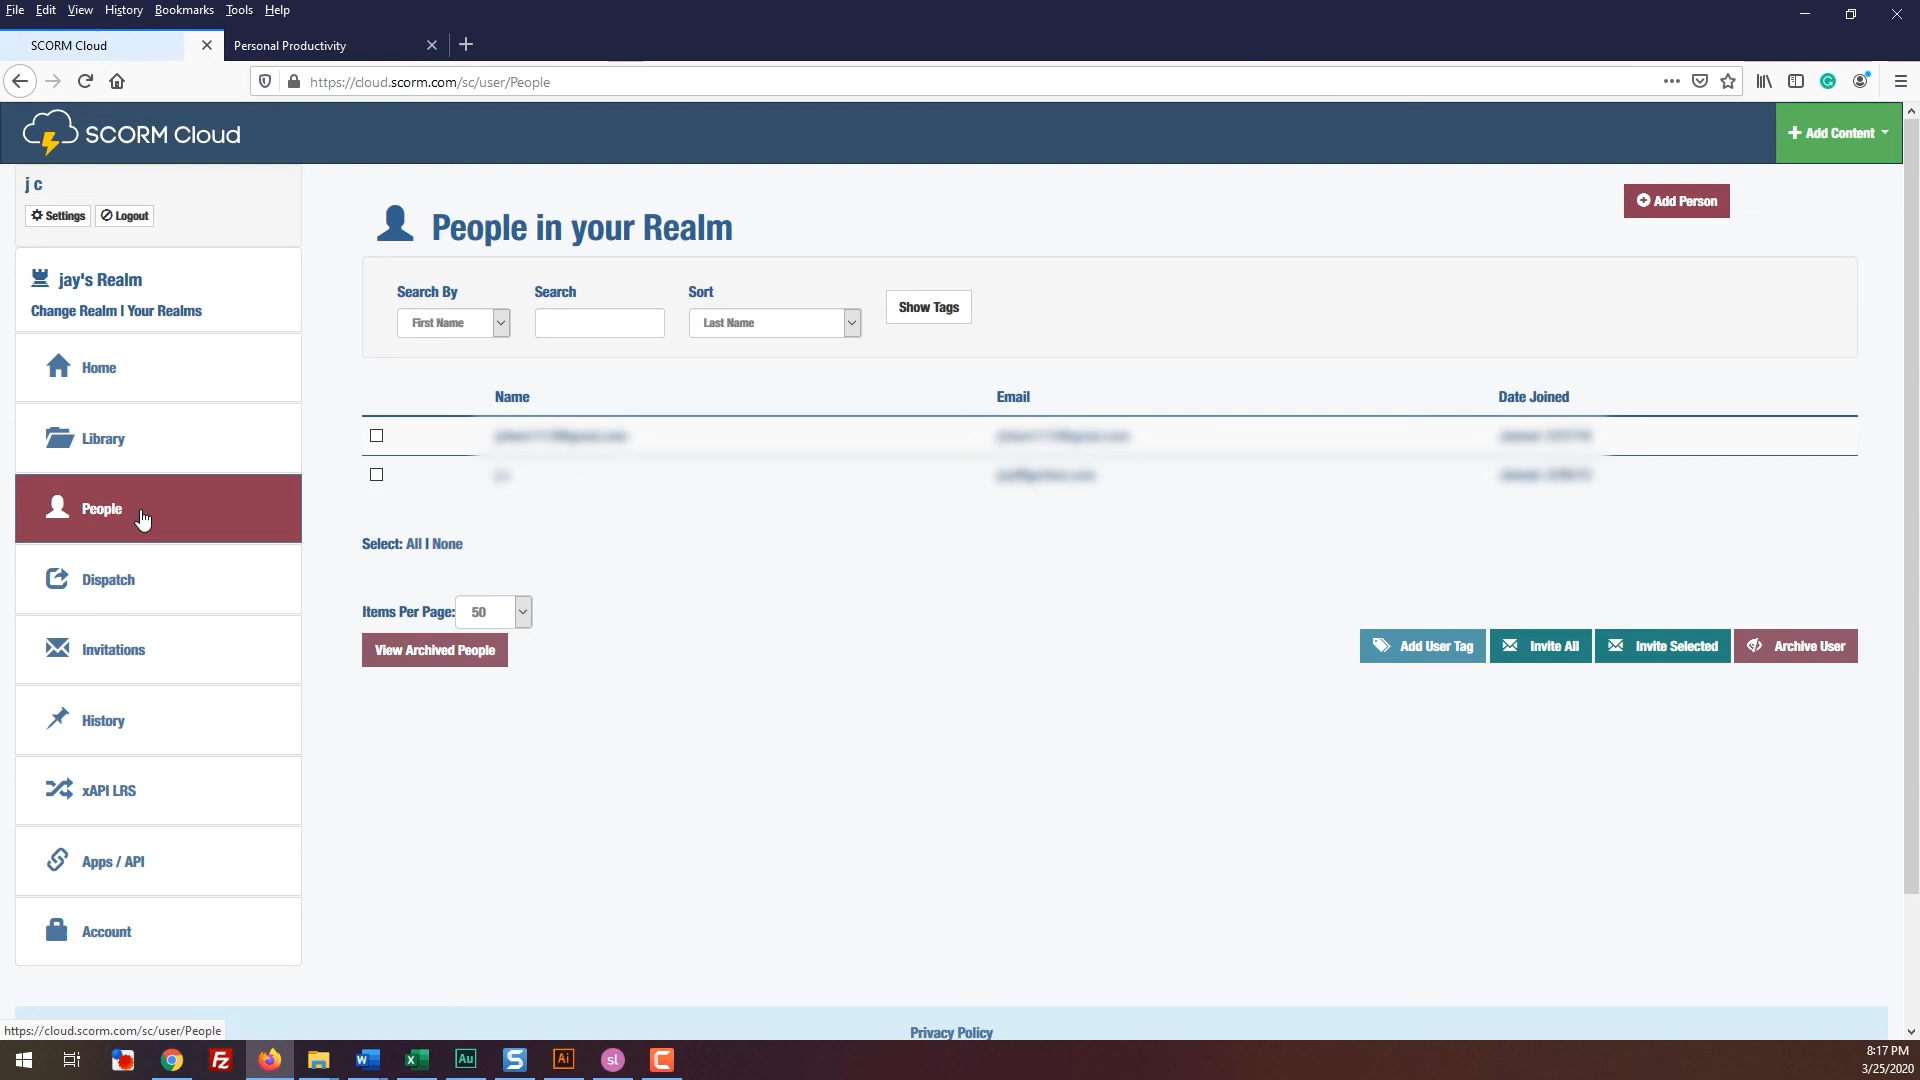 File Edit View History Bookmarks Tools Help
SCORM Cloud
Personal Productivity
https://cloud.scorm.com/sc/user/People
SCORM Cloud
Add Content
j c
Settings Logout
jay's Realm
Change Realm | Your Realms
Home
Library
People
Dispatch
Invitations
History
xAPI LRS
Apps / API
Account
People in your Realm
Add Person
Search By Search Sort
First Name Last Name Show Tags
Name Email Date Joined
Select: All | None
Items Per Page: 50
View Archived People
Add User Tag Invite All Invite Selected Archive User
Privacy Policy
https://cloud.scorm.com/sc/user/People
Fz W X Au S Ai sl C
8:17 PM
3/25/2020